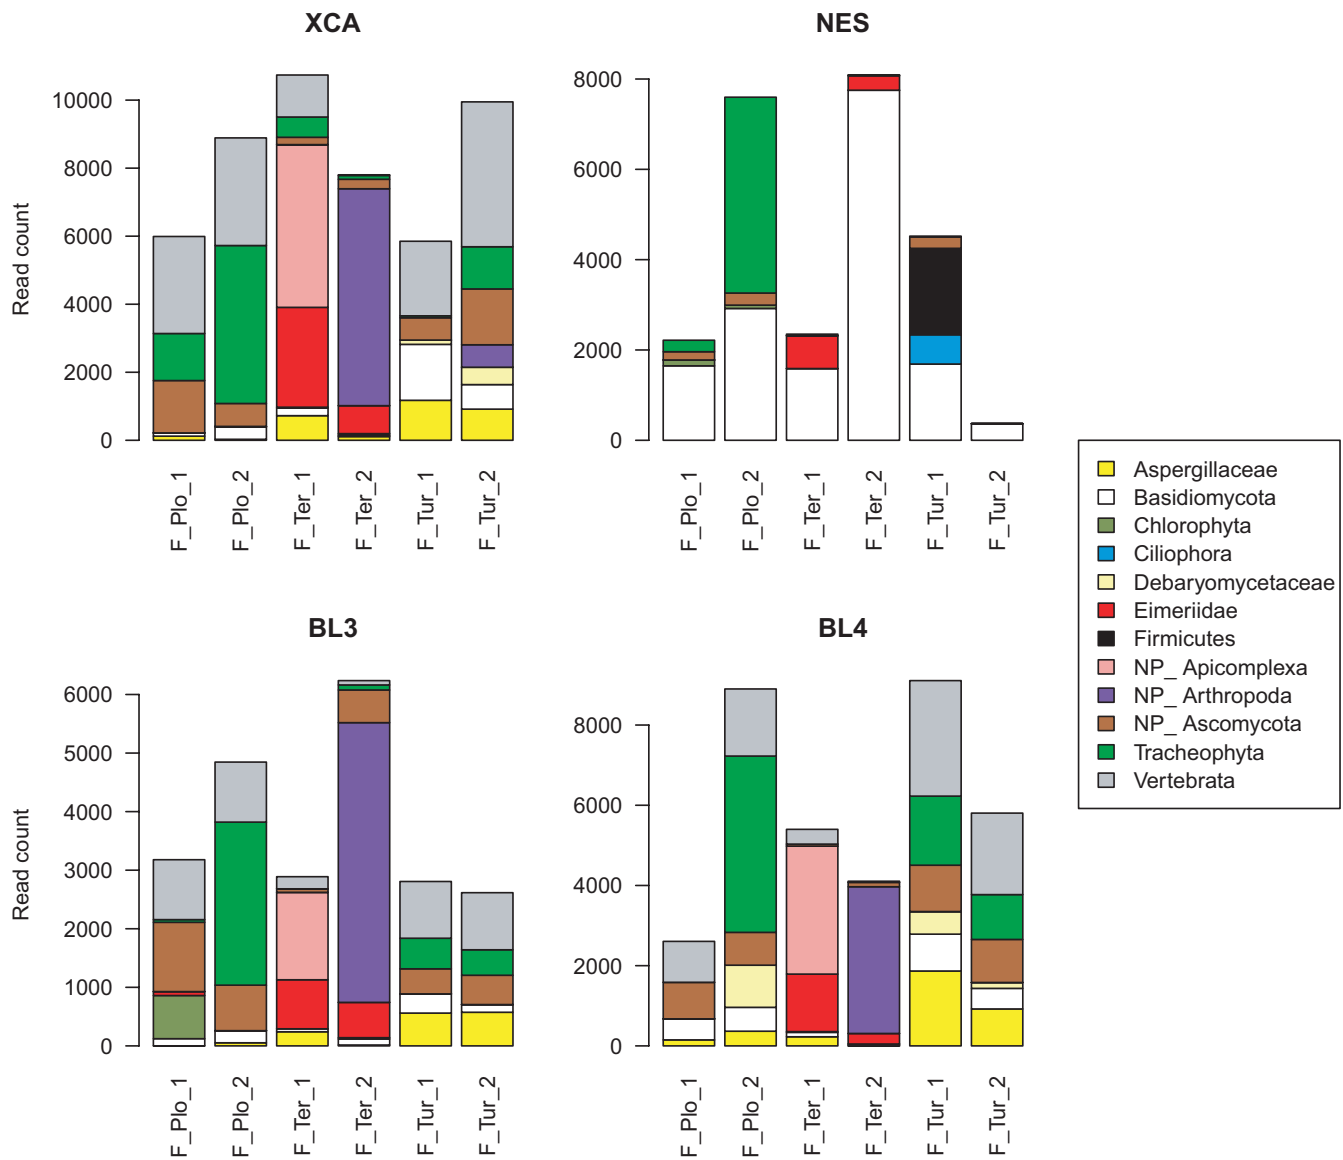 XCA
Read count
10000
8000
6000
4000
2000
0
F_Plo_1
F_Plo_2
F_Ter_1
F_Ter_2
F_Tur_1
F_Tur_2
NES
8000
6000
4000
2000
0
F_Plo_1
F_Plo_2
F_Ter_1
F_Ter_2
F_Tur_1
F_Tur_2
Aspergillaceae
Basidiomycota
Chlorophyta
Ciliophora
Debaryomycetaceae
Eimeriidae
Firmicutes
NP_ Apicomplexa
NP_ Arthropoda
NP_ Ascomycota
Tracheophyta
Vertebrata
BL3
Read count
6000
5000
4000
3000
2000
1000
0
F_Plo_1
F_Plo_2
F_Ter_1
F_Ter_2
F_Tur_1
F_Tur_2
BL4
8000
6000
4000
2000
0
F_Plo_1
F_Plo_2
F_Ter_1
F_Ter_2
F_Tur_1
F_Tur_2